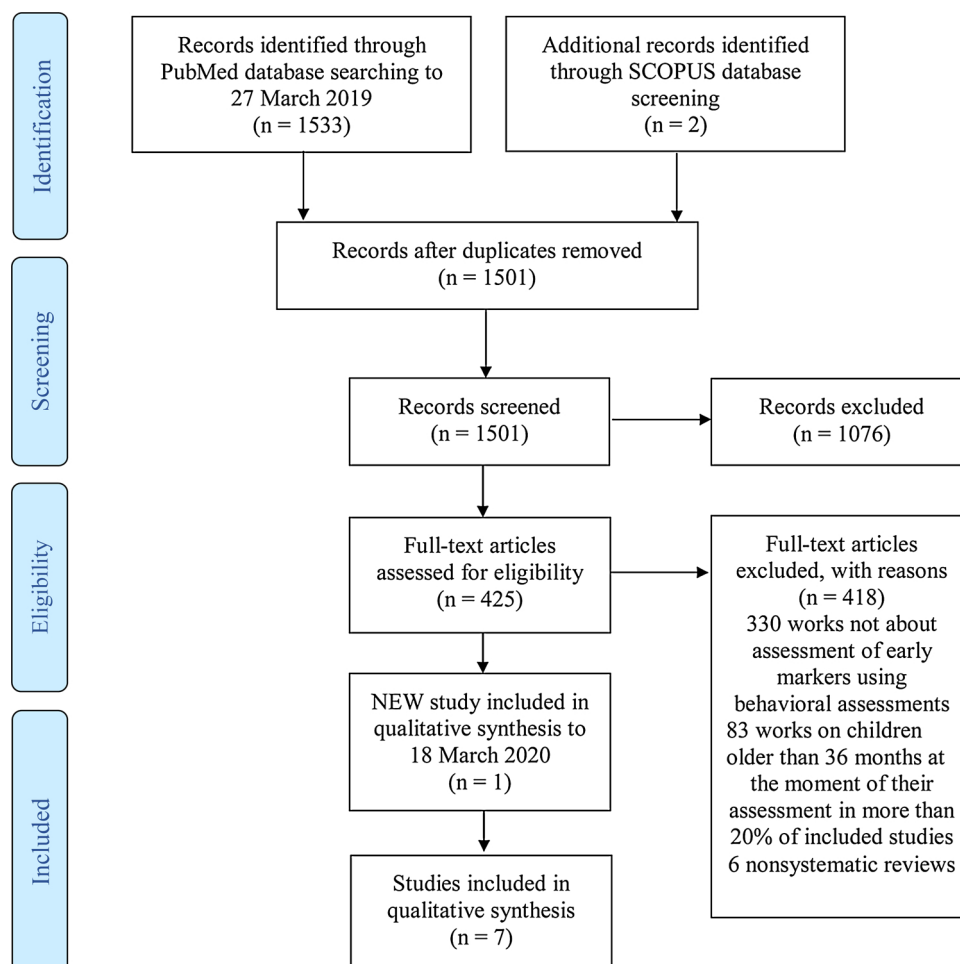 Identification
Records identified through
PubMed database searching to
27 March 2019
(n = 1533)
Additional records identified
through SCOPUS database
screening
(n = 2)
Records after duplicates removed
(n = 1501)
Screening
Records screened
(n = 1501)
Records excluded
(n = 1076)
Eligibility
Full-text articles
assessed for eligibility
(n = 425)
Full-text articles
excluded, with reasons
(n = 418)
330 works not about
assessment of early
markers using
behavioral assessments
83 works on children
older than 36 months at
the moment of their
assessment in more than
20% of included studies
6 nonsystematic reviews
NEW study included in
qualitative synthesis to
18 March 2020
(n = 1)
Included
Studies included in
qualitative synthesis
(n = 7)